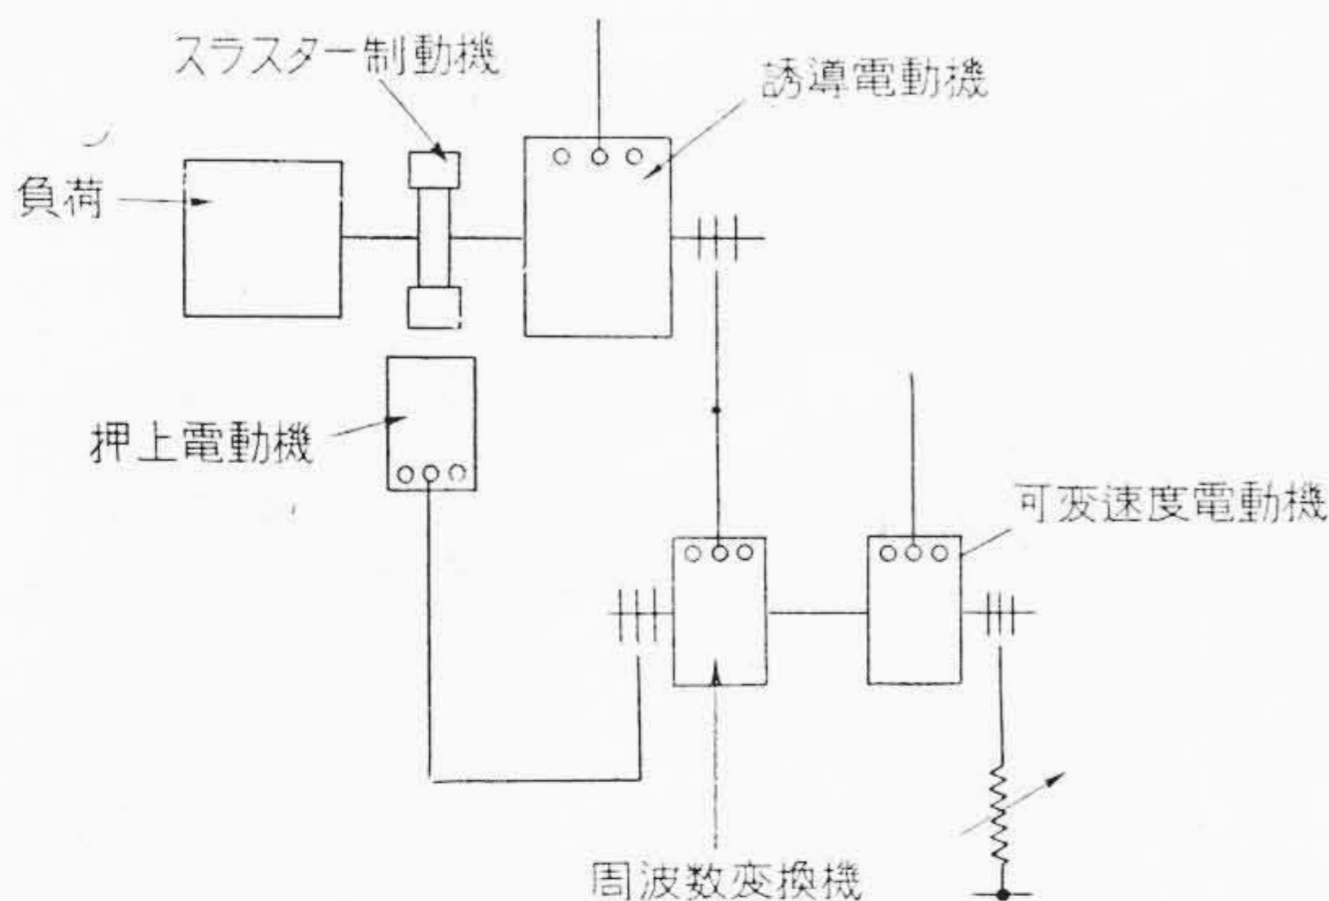 スラスター制動機
誘導電動機
負荷
押上電動機
可変速度電動機
周波数変換機